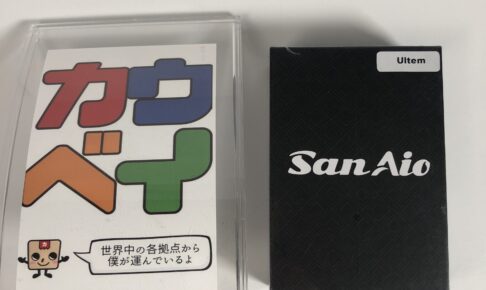 カウ
ベイ
カ
世界中の各拠点から
僕が運んでいるよ
Ultem
San Aio